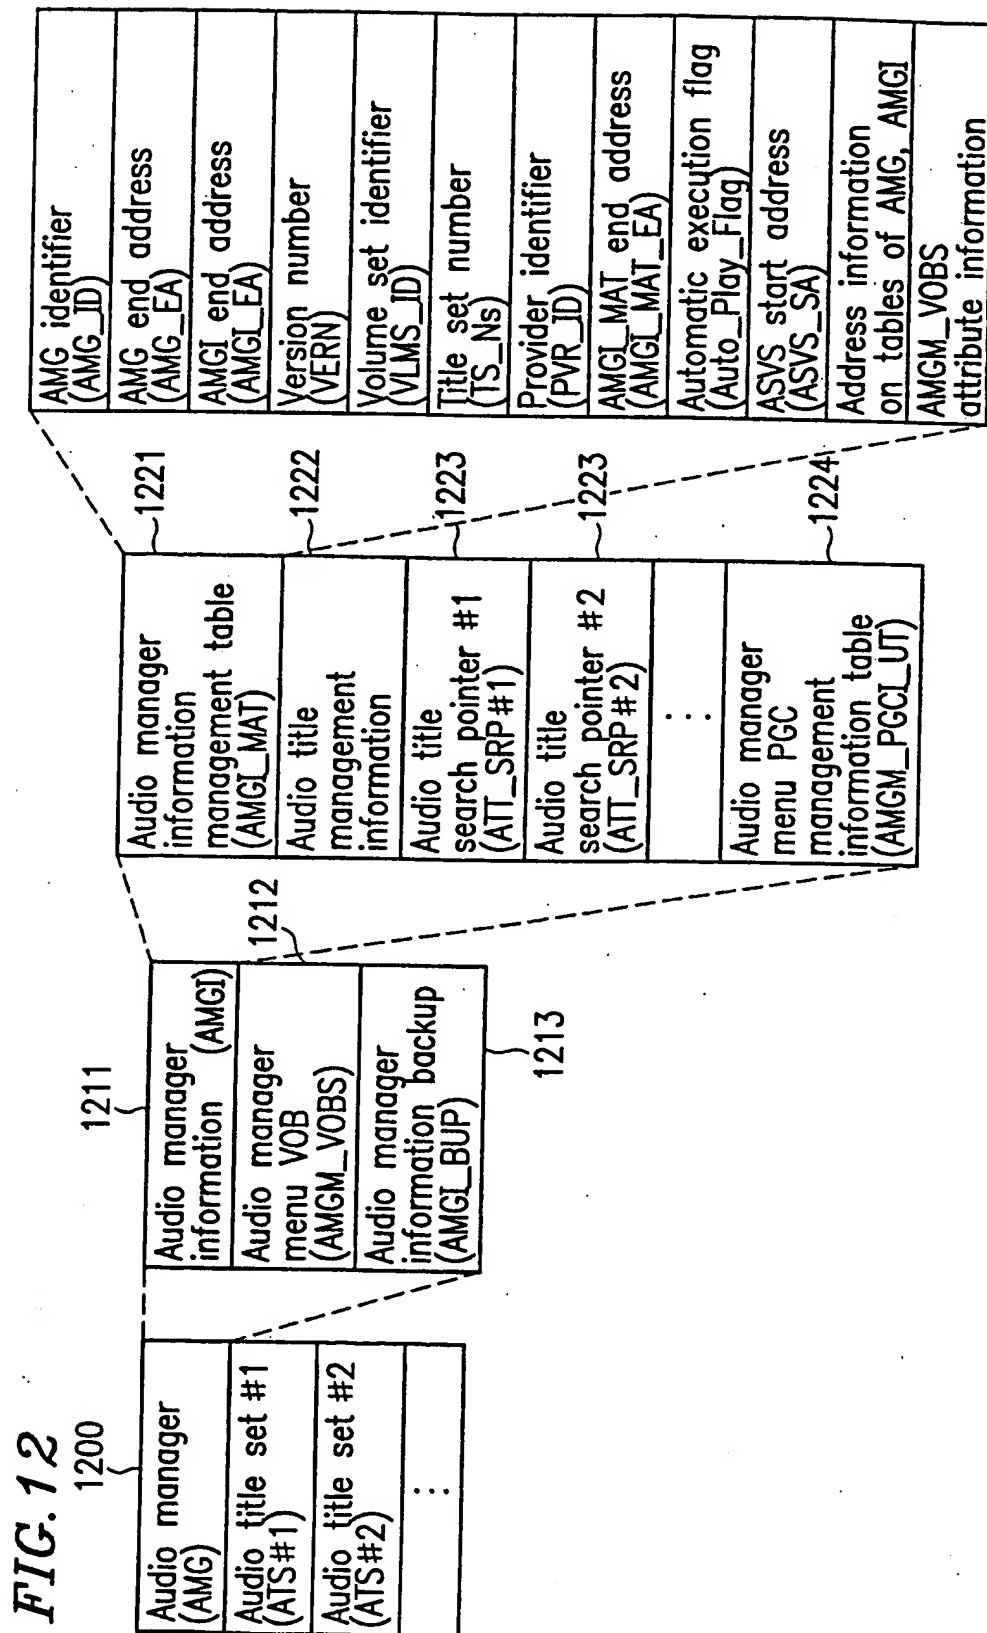 FIG.12
1200
Audio manager
(AMG)
Audio title set #1
(ATS#1)
Audio title set #2
(ATS#2)
...
1211
Audio manager
information (AMGI)
Audio manager
menu VOB
(AMGM_VOBS)
1212
Audio manager
information backup
(AMGI_BUP)
1213
Audio manager
information
management table
(AMGI_MAT)
1221
Audio title
management
information
1222
Audio title
search pointer #1
(ATT_SRP#1)
1223
Audio title
search pointer #2
(ATT_SRP#2)
1223
...
Audio manager
menu PGC
management
information table
(AMGM_PGCI_UT)
1224
AMG identifier
(AMG_ID)
AMG end address
(AMG_EA)
AMGI end address
(AMGI_EA)
Version number
(VERN)
Volume set identifier
(VLMS_ID)
Title set number
(TS_Ns)
Provider identifier
(PVR_ID)
AMGI_MAT end address
(AMGI_MAT_EA)
Automatic execution flag
(Auto_Play_Flag)
ASVS start address
(ASVS_SA)
Address information
on tables of AMG, AMGI
AMGM_VOBS
attribute information